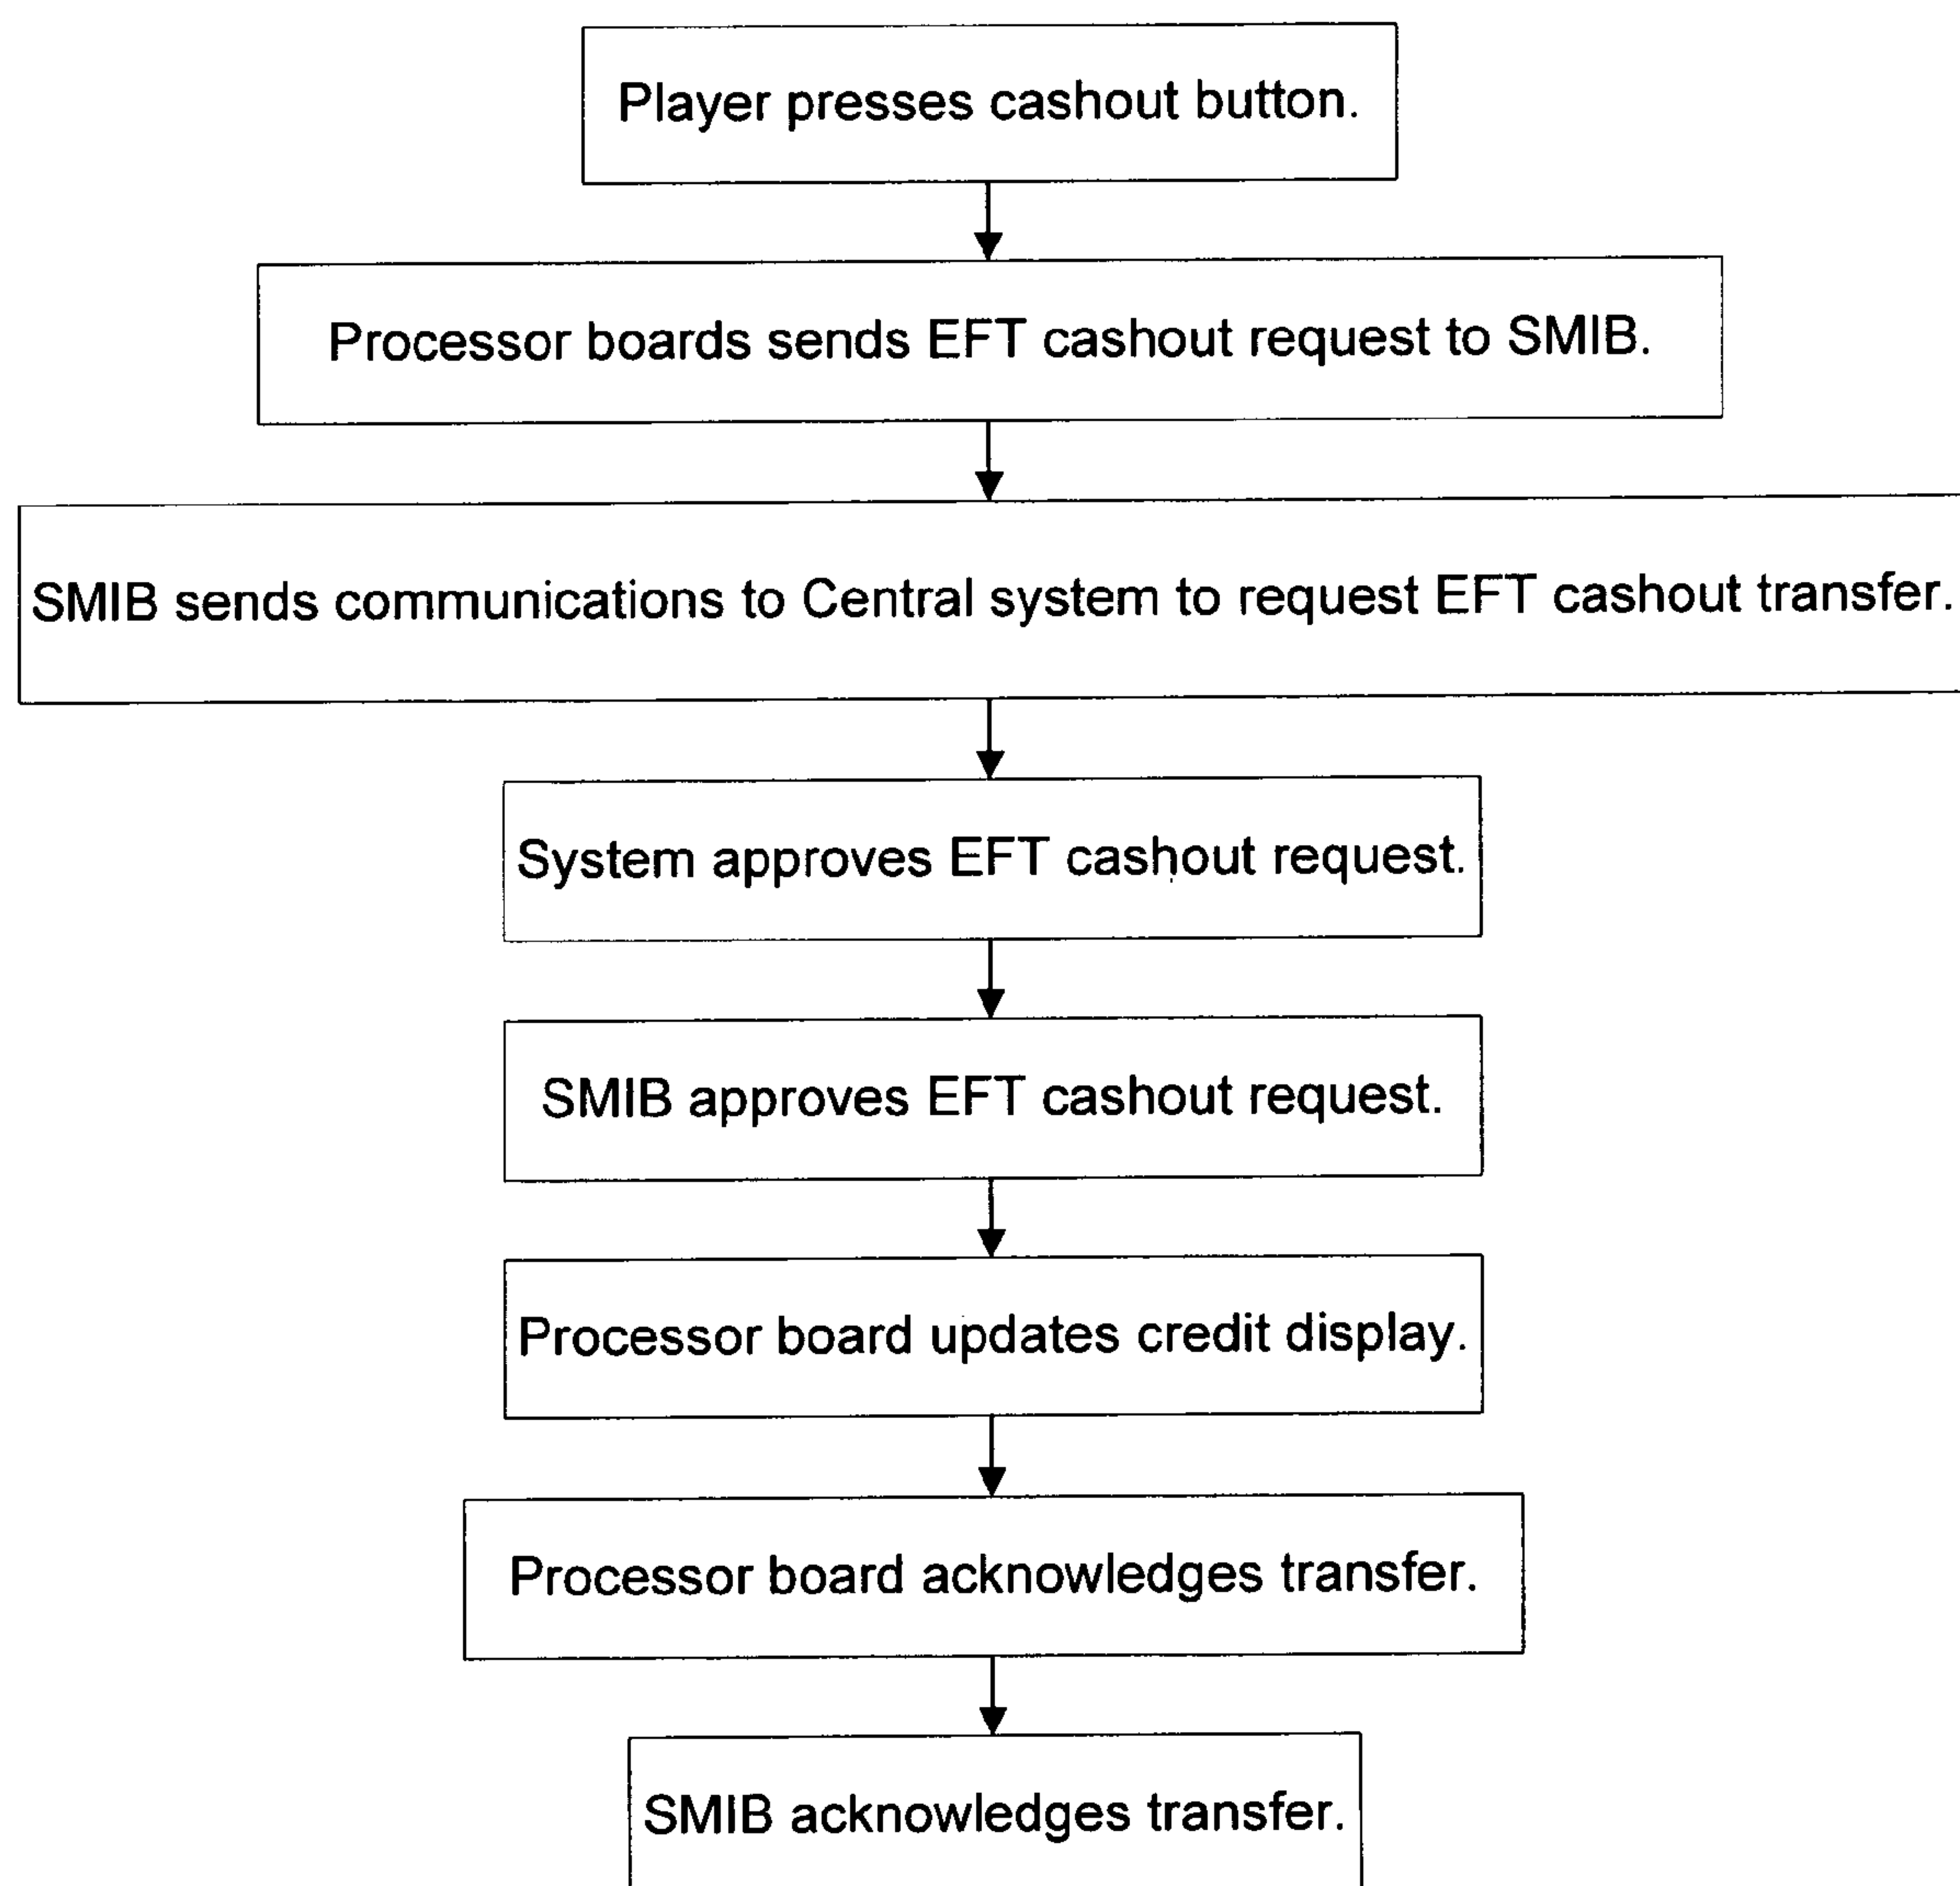 Player presses cashout button.
Processor boards sends EFT cashout request to SMIB.
SMIB sends communications to Central system to request EFT cashout transfer.
System approves EFT cashout request.
SMIB approves EFT cashout request.
Processor board updates credit display.
Processor board acknowledges transfer.
SMIB acknowledges transfer.